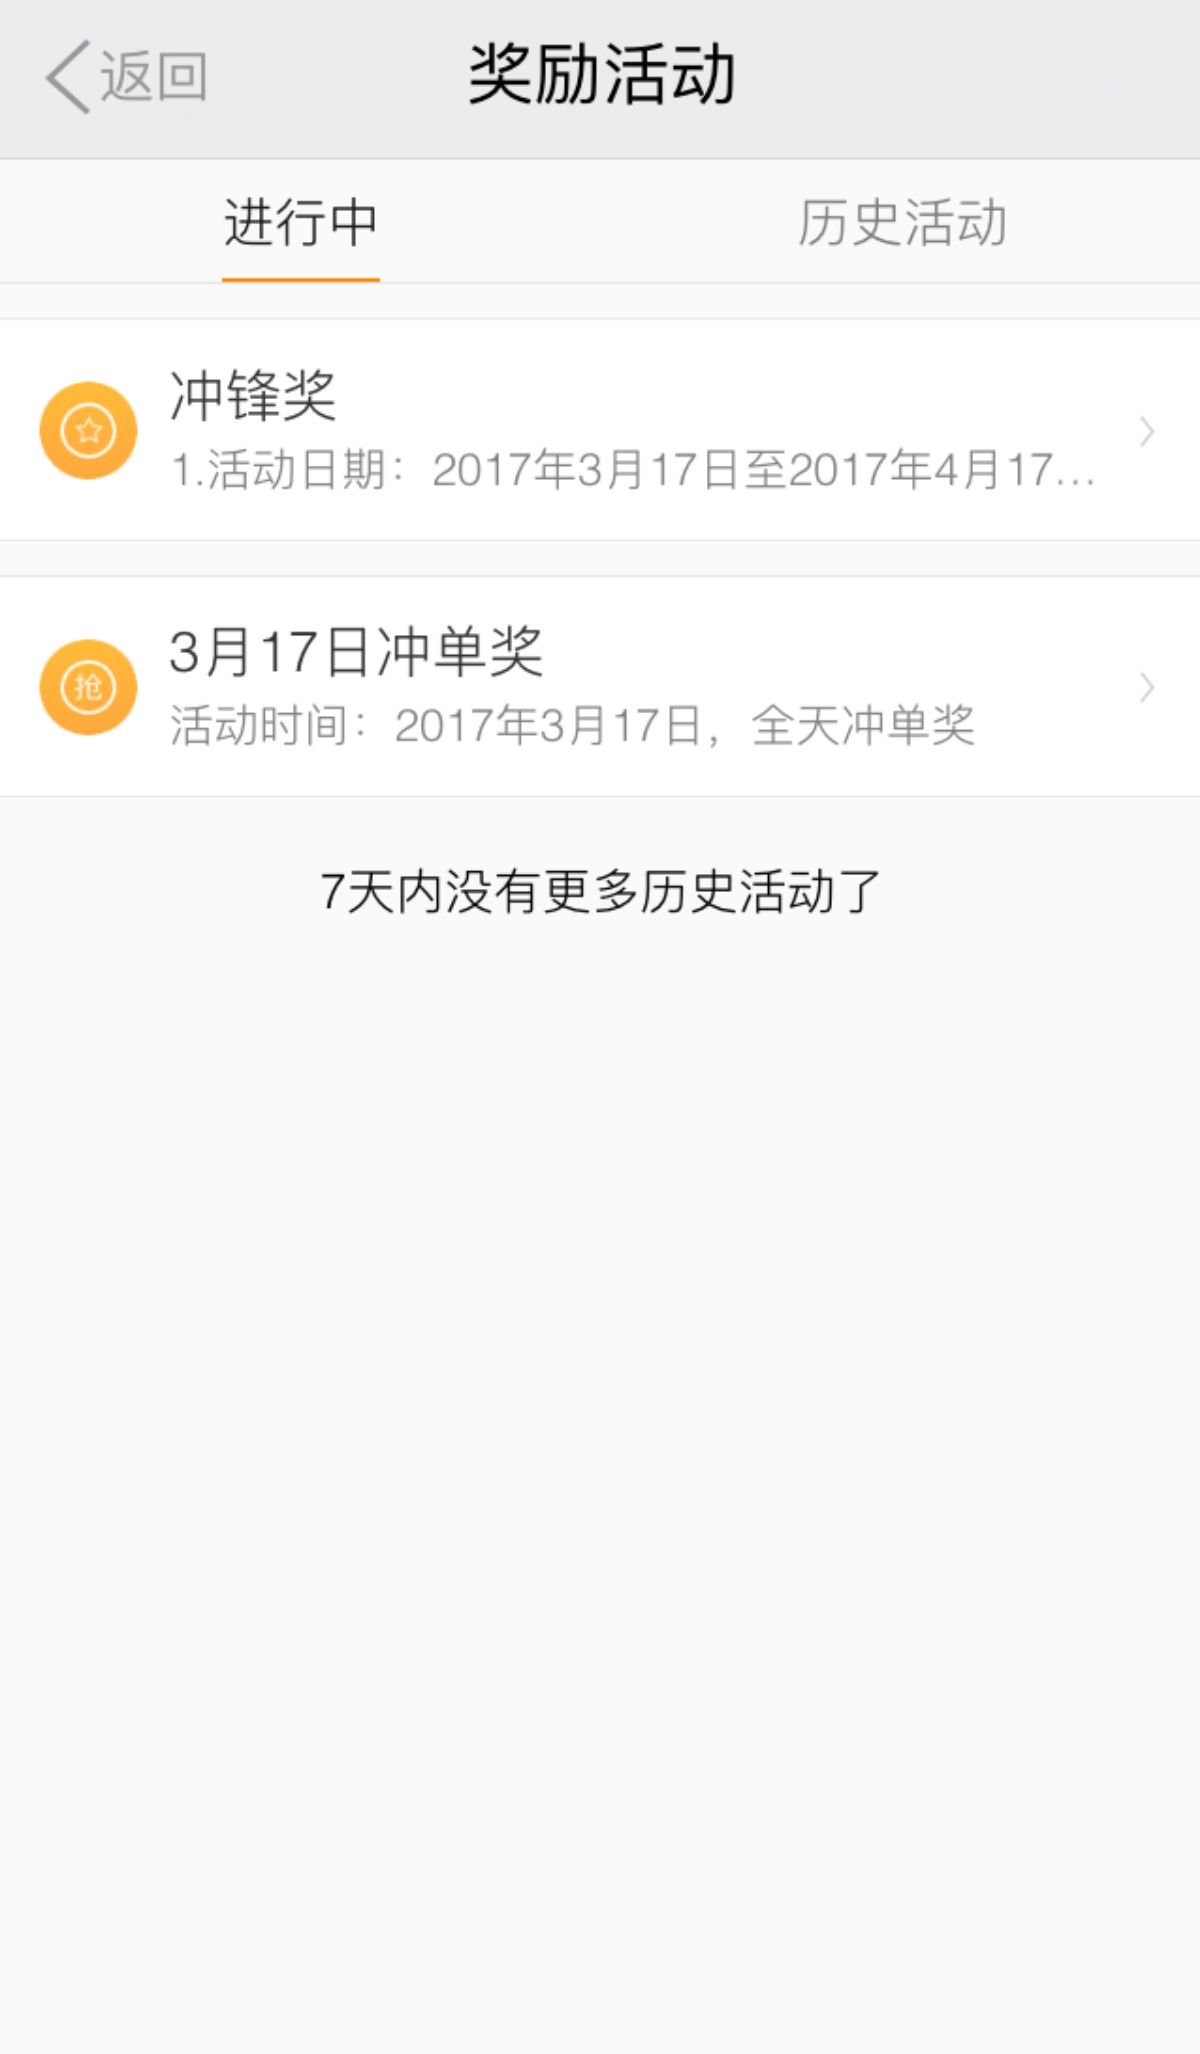 返回
奖励活动
进行中
历史活动
冲锋奖
1.活动日期：2017年3月17日至2017年4月17...
抢
3月17日冲单奖
活动时间：2017年3月17日，全天冲单奖
7天内没有更多历史活动了